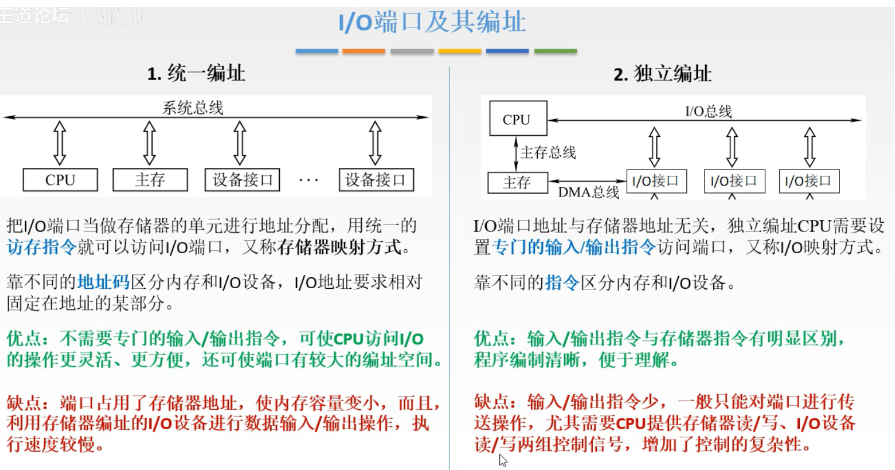 王道论坛
I/O端口及其编址
1. 统一编址
系统总线
CPU
主存
设备接口
···
设备接口
把I/O端口当做存储器的单元进行地址分配，用统一的
访存指令就可以访问I/O端口，又称存储器映射方式。
靠不同的地址码区分内存和I/O设备，I/O地址要求相对
固定在地址的某部分。
优点：不需要专门的输入/输出指令，可使CPU访问I/O
的操作更灵活、更方便，还可使端口有较大的编址空间。
缺点：端口占用了存储器地址，使内存容量变小，而且，
利用存储器编址的I/O设备进行数据输入/输出操作，执
行速度较慢。
2. 独立编址
CPU
I/O总线
主存总线
主存
DMA总线
I/O接口
I/O接口
I/O接口
I/O端口地址与存储器地址无关，独立编址CPU需要设
置专门的输入/输出指令访问端口，又称I/O映射方式。
靠不同的指令区分内存和I/O设备。
优点：输入/输出指令与存储器指令有明显区别，
程序编制清晰，便于理解。
缺点：输入/输出指令少，一般只能对端口进行传
送操作，尤其需要CPU提供存储器读/写、I/O设备
读/写两组控制信号，增加了控制的复杂性。